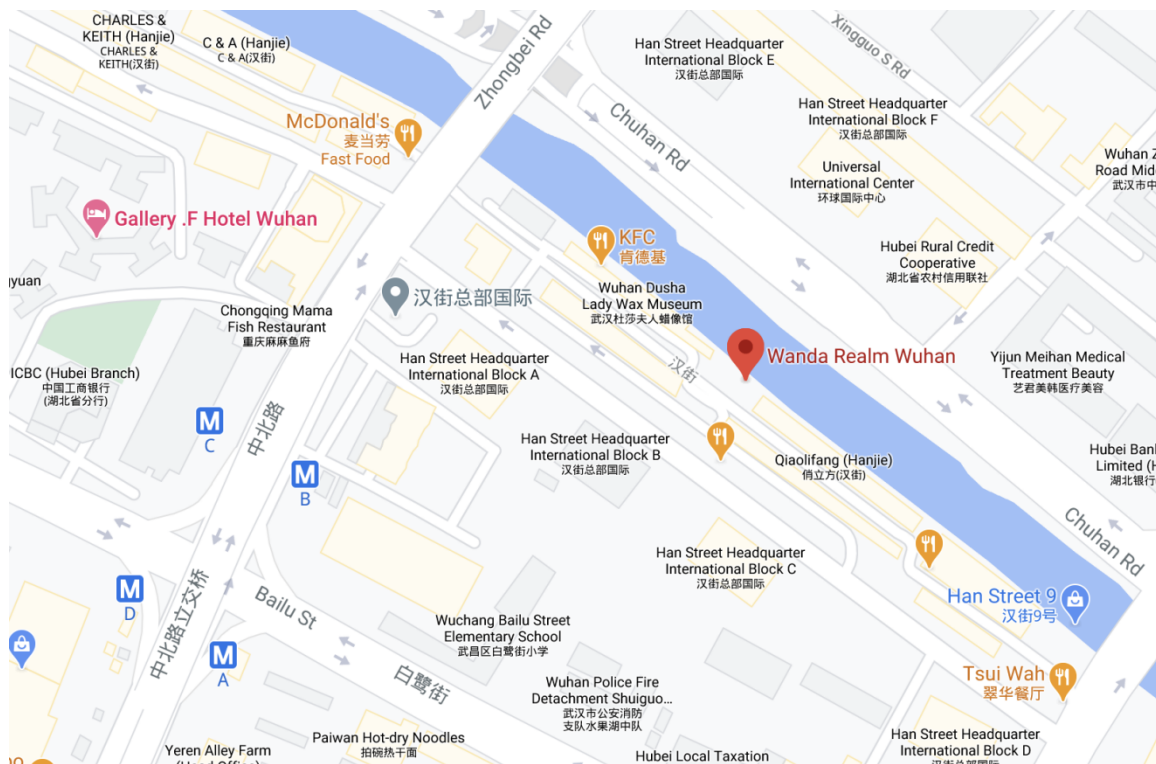 CHARLES &
KEITH (Hanjie)
CHARLES &
KEITH(汉街)
C & A (Hanjie)
C & A(汉街)
Zhongbei Rd
Han Street Headquarter
International Block E
汉街总部国际
Xingguo S Rd
McDonald's
麦当劳
Fast Food
Chuhan Rd
Han Street Headquarter
International Block F
汉街总部国际
Universal
International Center
环球国际中心
Wuhan Z
Road Midd
武汉市中
Gallery .F Hotel Wuhan
KFC
肯德基
Hubei Rural Credit
Cooperative
湖北省农村信用联社
gyuan
汉街总部国际
Wuhan Dusha
Lady Wax Museum
武汉杜莎夫人蜡像馆
Chongqing Mama
Fish Restaurant
重庆麻麻鱼府
Wanda Realm Wuhan
Yijun Meihan Medical
Treatment Beauty
艺君美韩医疗美容
ICBC (Hubei Branch)
中国工商银行
(湖北省分行)
Han Street Headquarter
International Block A
汉街总部国际
汉街
M
C
中北路
Han Street Headquarter
International Block B
汉街总部国际
Qiaolifang (Hanjie)
俏立方(汉街)
Hubei Bank
Limited (H
湖北银行
M
B
Chuhan Rd
Han Street Headquarter
International Block C
汉街总部国际
M
D
Bailu St
中北路立交桥
Han Street 9
汉街9号
Wuchang Bailu Street
Elementary School
武昌区白鹭街小学
M
A
白鹭街
Wuhan Police Fire
Detachment Shuiguo...
武汉市公安消防
支队水果湖中队
Tsui Wah
翠华餐厅
Paiwan Hot-dry Noodles
拍碗热干面
Yeren Alley Farm
(Head Office)
Hubei Local Taxation
Han Street Headquarter
International Block D
汉街总部国际